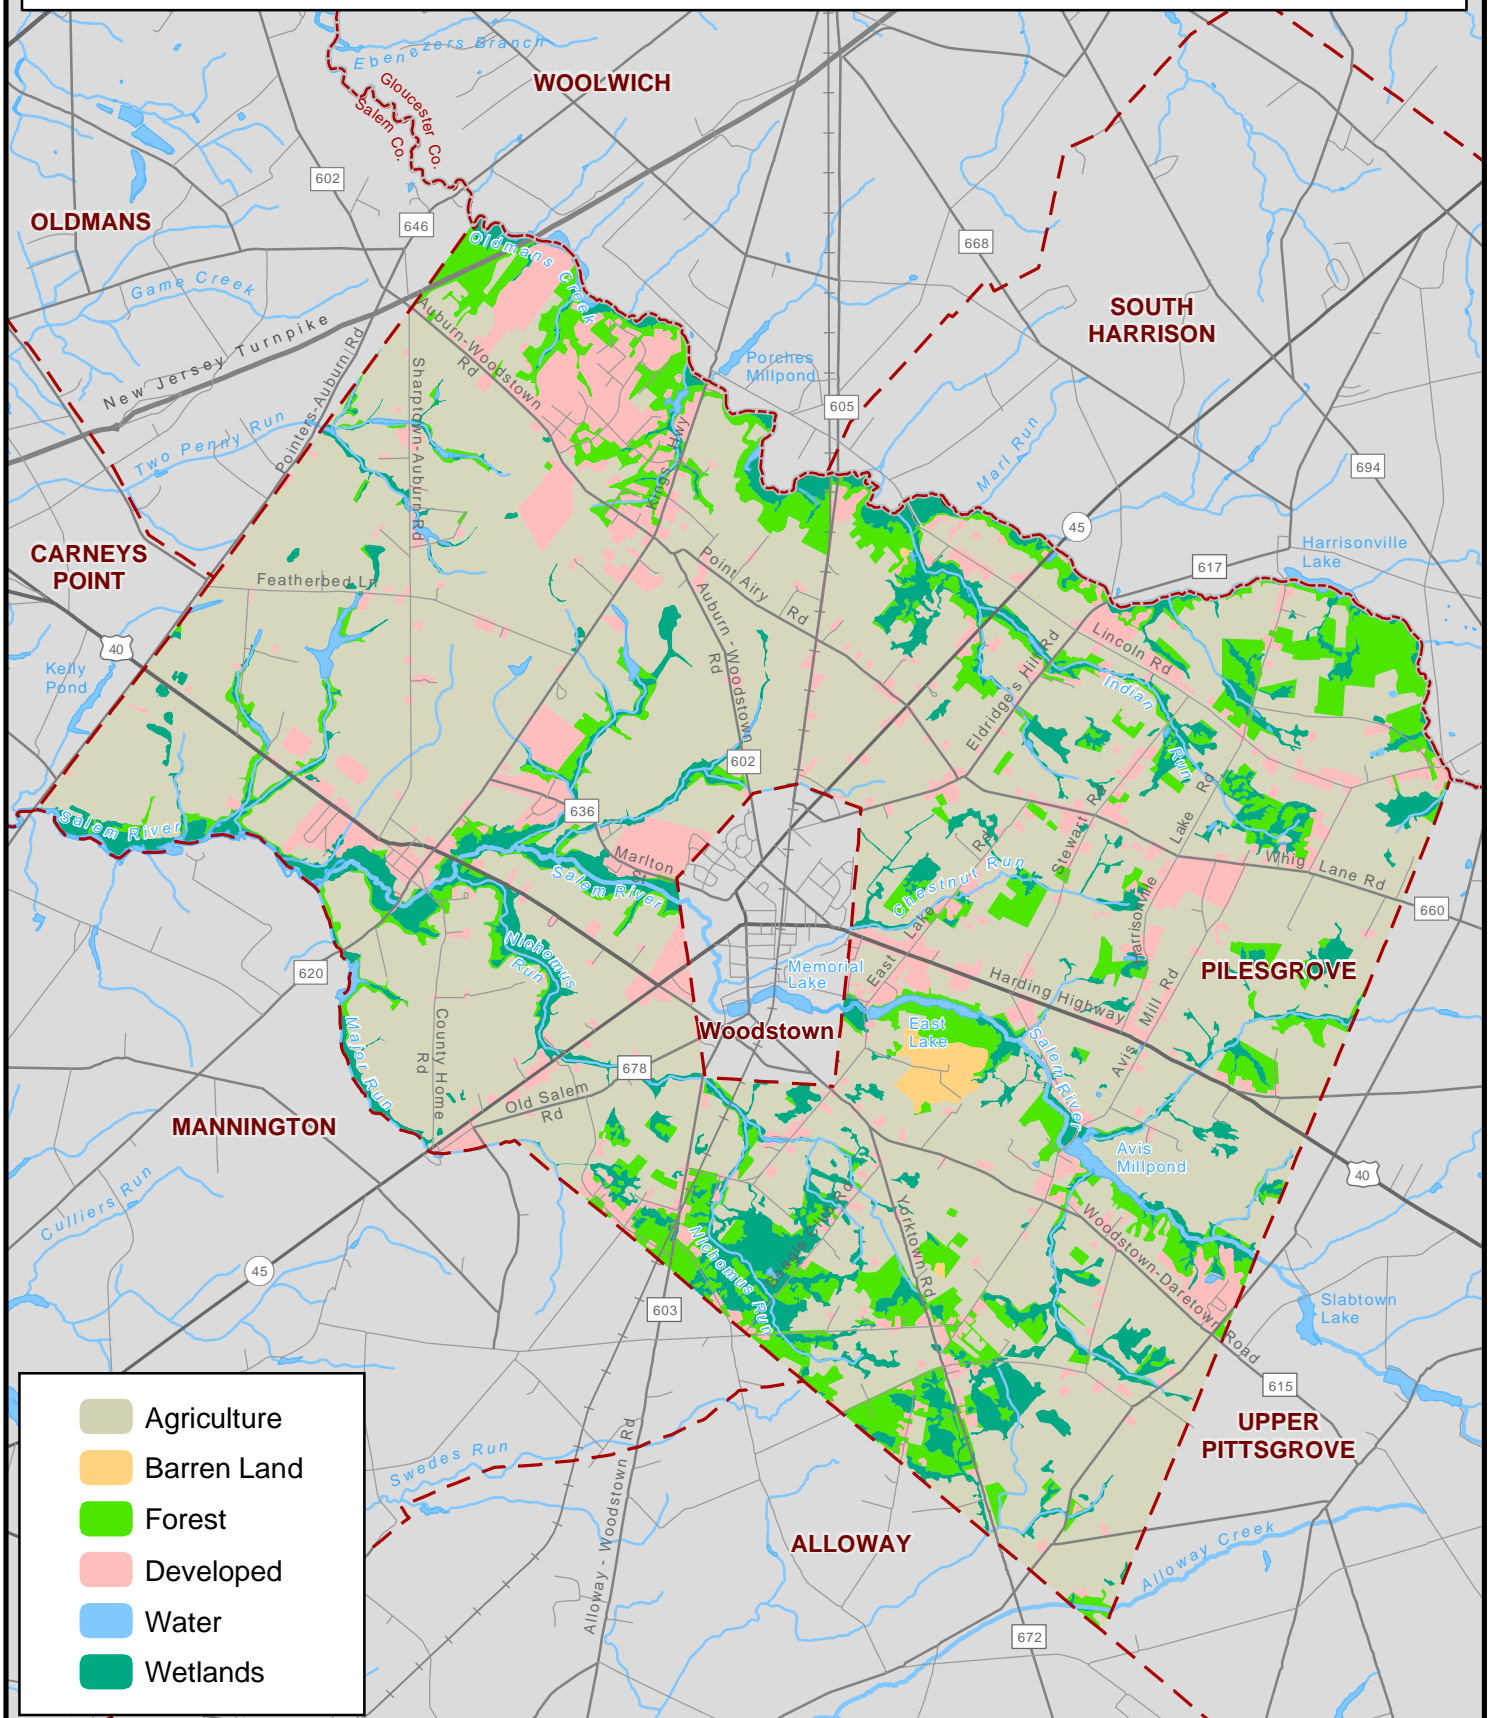 Ebenezers Branch
WOOLWICH
Gloucester Co.
Salem Co.
602
OLDMANS
646
668
Oldmans Creek
Game Creek
SOUTH
HARRISON
New Jersey Turnpike
Pointers-Auburn Rd
Auburn-Woodstown
Rd
Sharptown-Auburn Rd
Porches
Millpond
605
Two Penny Run
Kings Hwy
Marl Run
694
45
CARNEYS
POINT
Harrisonville
Lake
617
Featherbed Ln
Point Airy Rd
Auburn - Woodstown
Rd
40
Lincoln Rd
Kelly
Pond
Eldridge's Hill Rd
Indian Run
602
636
Salem River
Stewart Rd
Lake Rd
Harrisonville
Marlton
St
Salem River
Chestnut Run
East Lake Rd
Whig Lane Rd
660
Nichomus
Run
620
Memorial
Lake
Harding Highway
PILESGROVE
Avis Mill Rd
Woodstown
East
Lake
Salem River
Major Run
County Home
Rd
678
Old Salem
Rd
MANNINGTON
Avis
Millpond
40
Culliers Run
Yorktown Rd
Woodstown-Daretown Road
Nichomus Run
45
603
Slabtown
Lake
615
UPPER
PITTSGROVE
Swedes Run
Alloway - Woodstown Rd
ALLOWAY
Alloway Creek
672
Agriculture
Barren Land
Forest
Developed
Water
Wetlands